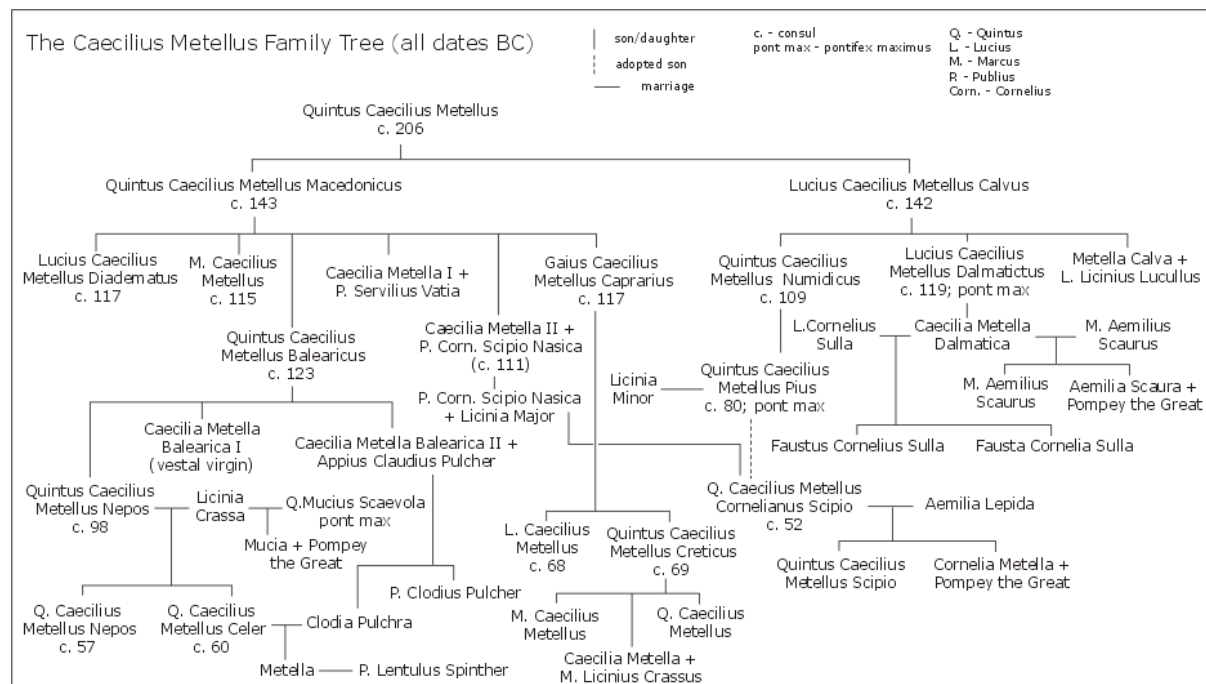 The Caecilius Metellus Family Tree (all dates BC)
son/daughter
adopted son
marriage
c. - consul
pont max - pontifex maximus
Q. - Quintus
L. - Lucius
M. - Marcus
P. - Publius
Corn. - Cornelius
Quintus Caecilius Metellus
c. 206
Quintus Caecilius Metellus Macedonicus
c. 143
Lucius Caecilius Metellus Calvus
c. 142
Lucius Caecilius
Metellus Diadematus
c. 117
M. Caecilius
Metellus
c. 115
Caecilia Metella I +
P. Servilius Vatia
Gaius Caecilius
Metellus Caprarius
c. 117
Quintus Caecilius
Metellus Numidicus
c. 109
Lucius Caecilius
Metellus Dalmatictus
c. 119; pont max
Metella Calva +
L. Licinius Lucullus
Quintus Caecilius
Metellus Balearicus
c. 123
Caecilia Metella II +
P. Corn. Scipio Nasica
(c. 111)
P. Corn. Scipio Nasica
+ Licinia Major
L.Cornelius
Sulla
Caecilia Metella
Dalmatica
M. Aemilius
Scaurus
Licinia
Minor
Quintus Caecilius
Metellus Pius
c. 80; pont max
M. Aemilius
Scaurus
Aemilia Scaura +
Pompey the Great
Caecilia Metella
Balearica I
(vestal virgin)
Caecilia Metella Balearica II +
Appius Claudius Pulcher
Faustus Cornelius Sulla
Fausta Cornelia Sulla
Quintus Caecilius
Metellus Nepos
c. 98
Licinia
Crassa
Q.Mucius Scaevola
pont max
Mucia + Pompey
the Great
Q. Caecilius Metellus
Cornelianus Scipio
c. 52
Aemilia Lepida
L. Caecilius
Metellus
c. 68
Quintus Caecilius
Metellus Creticus
c. 69
Quintus Caecilius
Metellus Scipio
Cornelia Metella +
Pompey the Great
P. Clodius Pulcher
Q. Caecilius
Metellus Nepos
c. 57
Q. Caecilius
Metellus Celer
c. 60
Clodia Pulchra
M. Caecilius
Metellus
Q. Caecilius
Metellus
Metella
P. Lentulus Spinther
Caecilia Metella +
M. Licinius Crassus